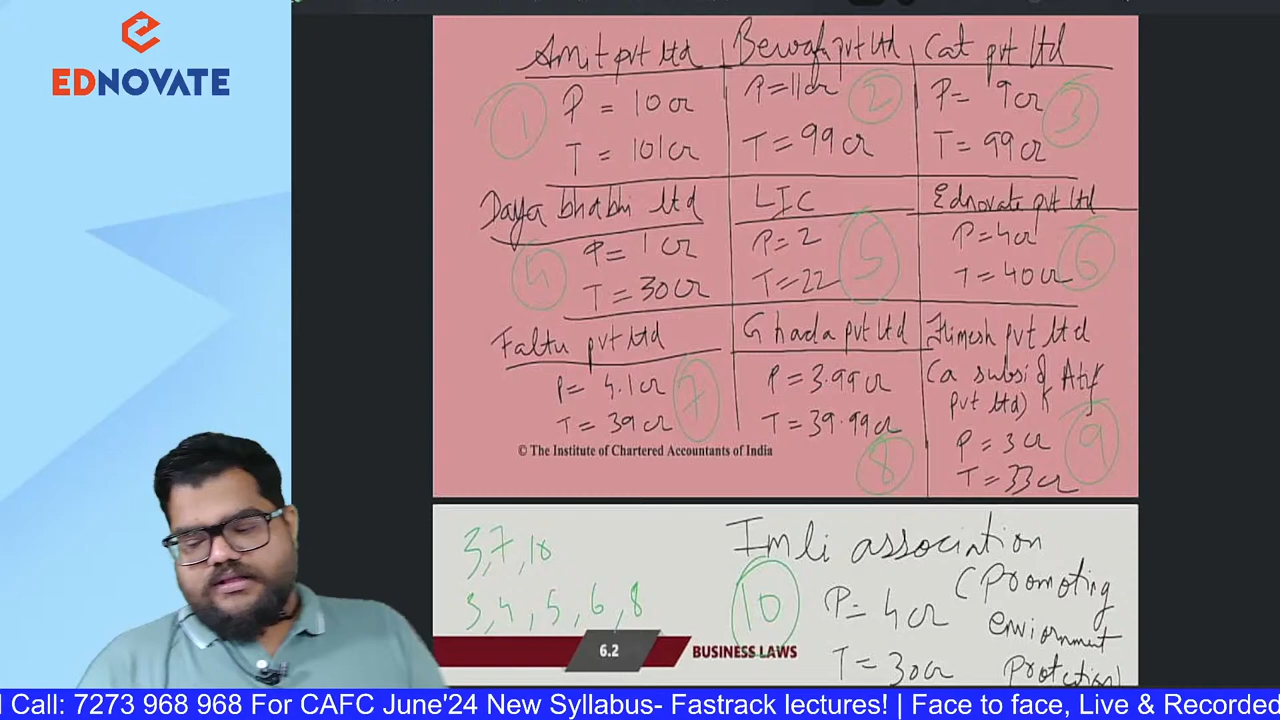 EDNOVATE
Amit pvt ltd
1
P = 10 cr
T = 101 cr
Bewafa pvt ltd
P = 11 cr
2
T = 99 cr
Cat pvt ltd
P = 9 cr
3
T = 99 cr
Daya bhabhi ltd
4
P = 1 cr
T = 30 cr
LIC
P = 2
5
T = 22
Ednovate pvt ltd
P = 4 cr
6
T = 40 cr
Faltu pvt ltd
P = 4.1 cr
7
T = 39 cr
Ghada pvt ltd
P = 3.99 cr
T = 39.99 cr
8
Himesh pvt ltd
(a subsi of Atif
pvt ltd)
P = 3 cr
9
T = 33 cr
© The Institute of Chartered Accountants of India
3, 7, 10
3, 4, 5, 6, 8
Imli association
(Promoting
enviornment
Protction)
10
P = 4 cr
T = 30 cr
6.2
BUSINESS LAWS
Call: 7273 968 968 For CAFC June'24 New Syllabus- Fastrack lectures! | Face to face, Live & Recorded